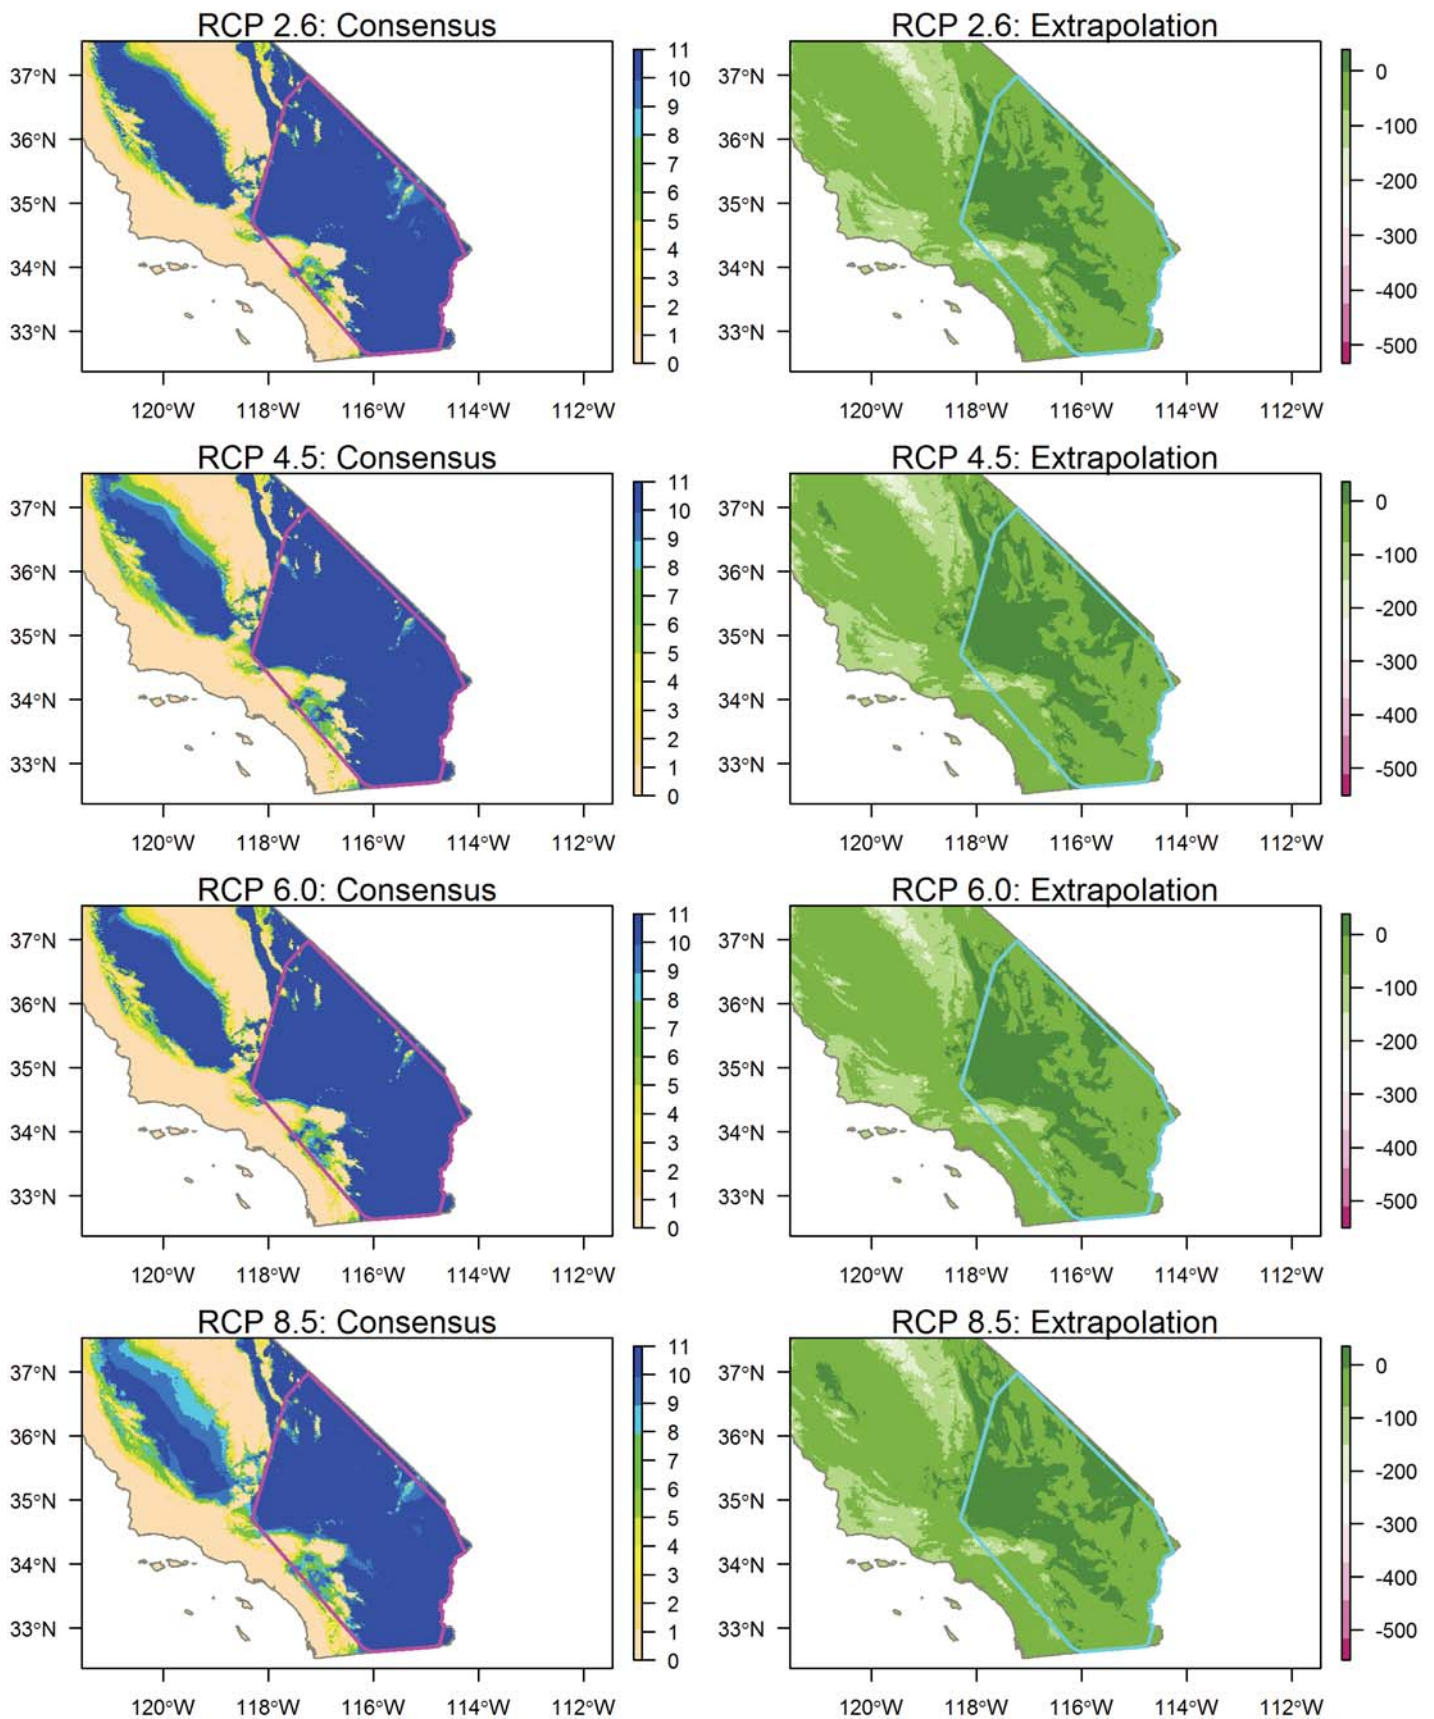 RCP 2.6: Consensus
37°N
36°N
35°N
34°N
33°N
120°W 118°W 116°W 114°W 112°W
11
10
9
8
7
6
5
4
3
2
1
0
RCP 2.6: Extrapolation
37°N
36°N
35°N
34°N
33°N
120°W 118°W 116°W 114°W 112°W
0
-100
-200
-300
-400
-500
RCP 4.5: Consensus
37°N
36°N
35°N
34°N
33°N
120°W 118°W 116°W 114°W 112°W
11
10
9
8
7
6
5
4
3
2
1
0
RCP 4.5: Extrapolation
37°N
36°N
35°N
34°N
33°N
120°W 118°W 116°W 114°W 112°W
0
-100
-200
-300
-400
-500
RCP 6.0: Consensus
37°N
36°N
35°N
34°N
33°N
120°W 118°W 116°W 114°W 112°W
11
10
9
8
7
6
5
4
3
2
1
0
RCP 6.0: Extrapolation
37°N
36°N
35°N
34°N
33°N
120°W 118°W 116°W 114°W 112°W
0
-100
-200
-300
-400
-500
RCP 8.5: Consensus
37°N
36°N
35°N
34°N
33°N
120°W 118°W 116°W 114°W 112°W
11
10
9
8
7
6
5
4
3
2
1
0
RCP 8.5: Extrapolation
37°N
36°N
35°N
34°N
33°N
120°W 118°W 116°W 114°W 112°W
0
-100
-200
-300
-400
-500